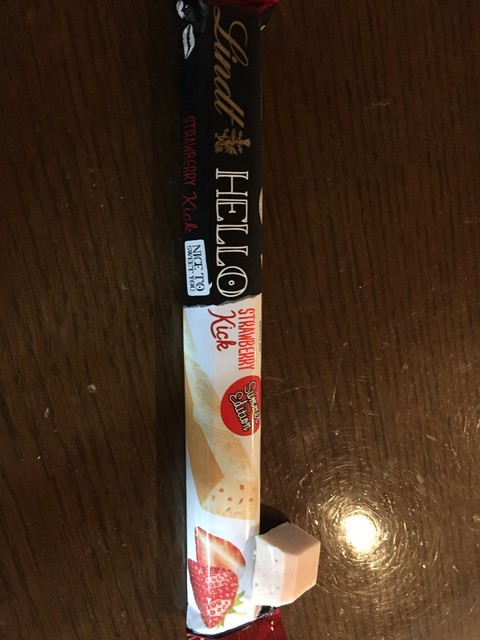 Lindt
HELLO
STRAWBERRY Kick
NICE TO
SWEET YOU
STRAWBERRY
Kick
Summer
Edition